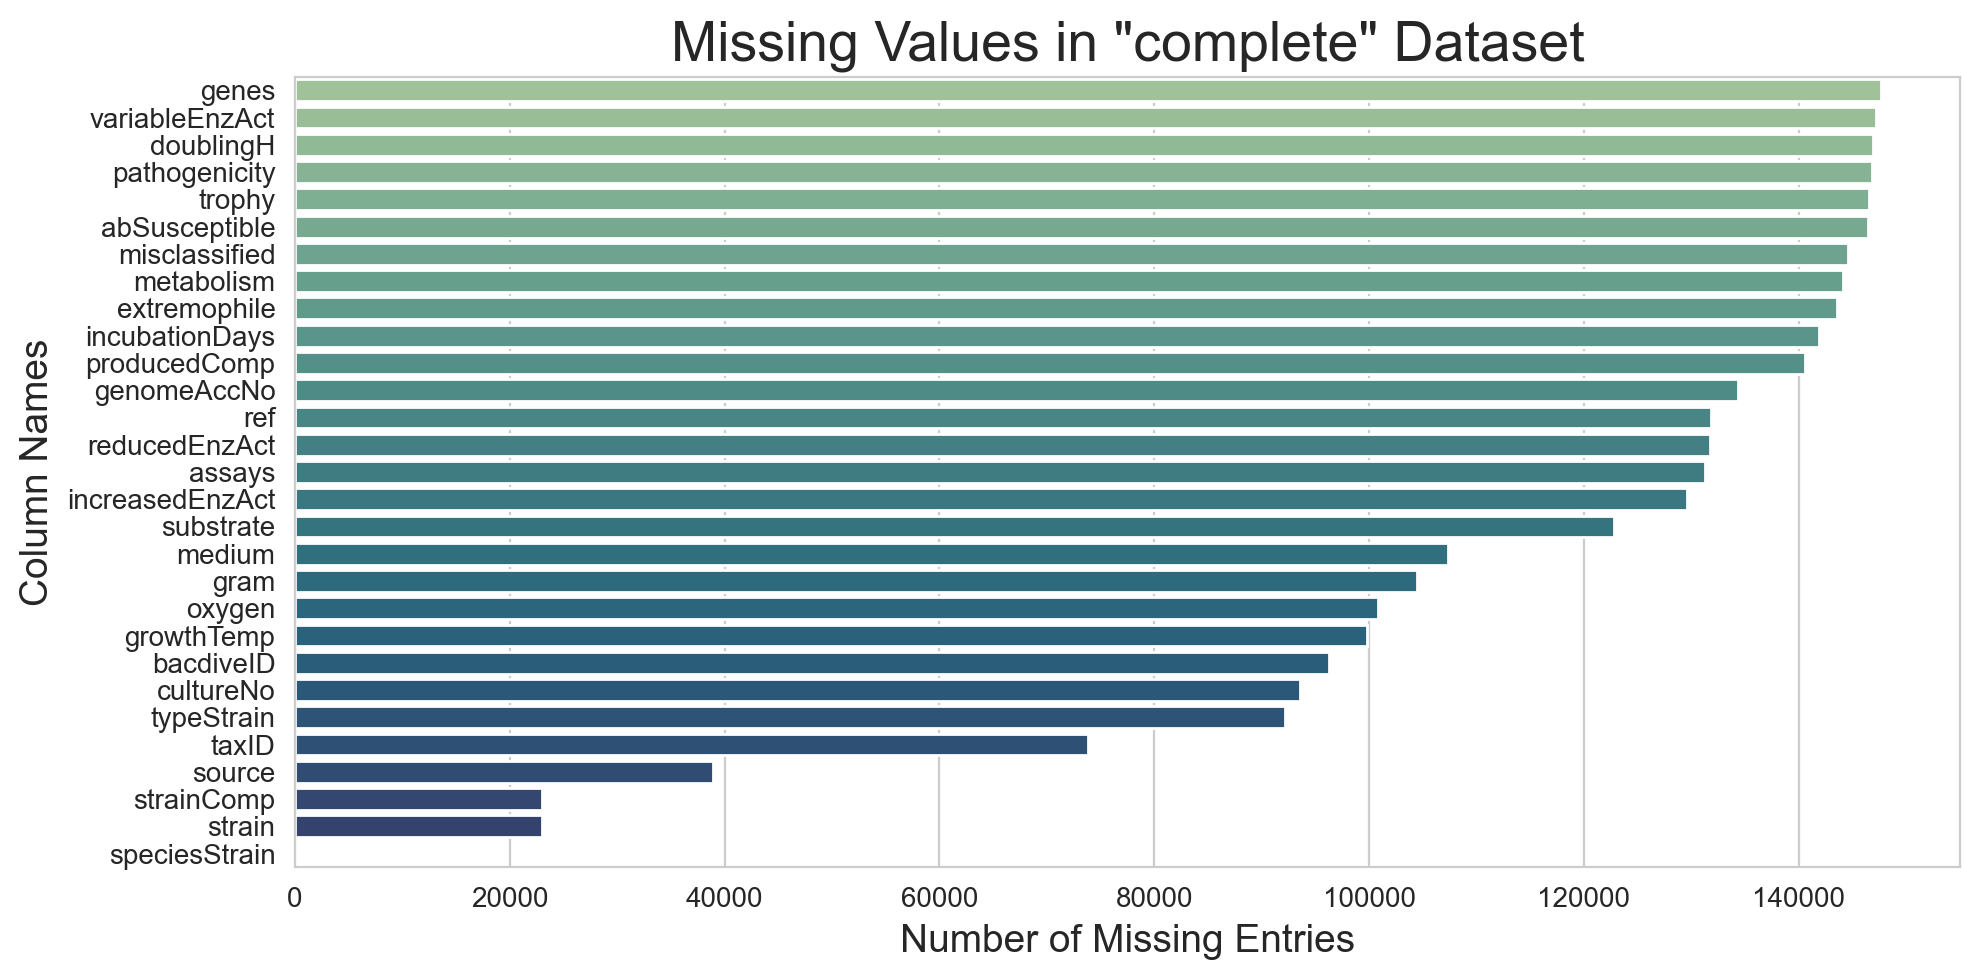 Missing Values in "complete" Dataset
genes
variableEnzAct
doublingH
pathogenicity
trophy
abSusceptible
misclassified
metabolism
extremophile
incubationDays
producedComp
genomeAccNo
ref
reducedEnzAct
assays
increasedEnzAct
substrate
medium
gram
oxygen
growthTemp
bacdiveID
cultureNo
typeStrain
taxID
source
strainComp
strain
speciesStrain
Column Names
0 20000 40000 60000 80000 100000 120000 140000
Number of Missing Entries